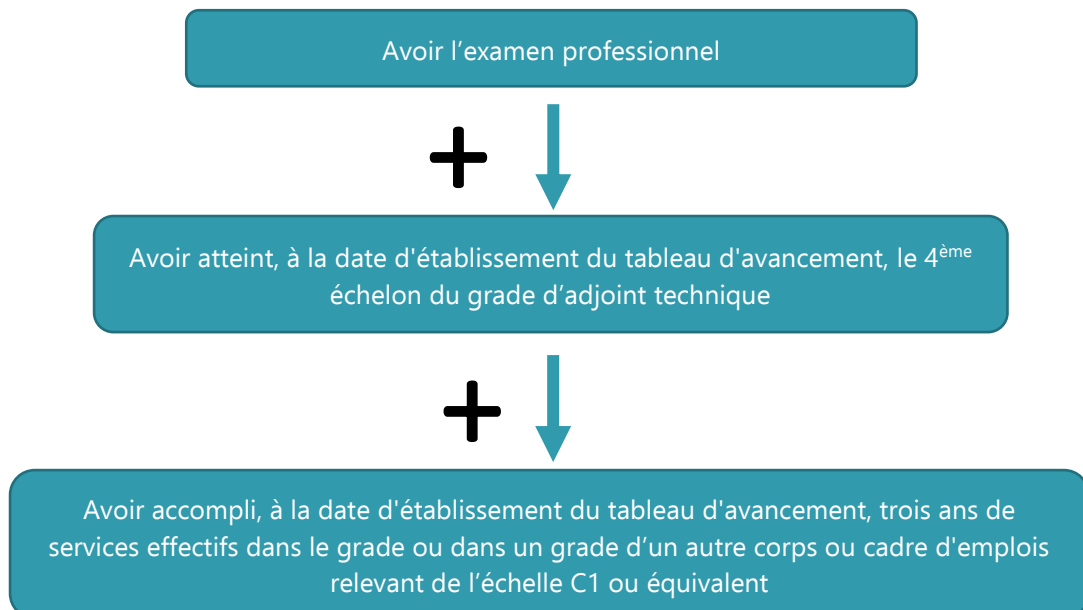 Avoir l’examen professionnel
Avoir atteint, à la date d'établissement du tableau d'avancement, le 4ème
échelon du grade d’adjoint technique
Avoir accompli, à la date d'établissement du tableau d'avancement, trois ans de
services effectifs dans le grade ou dans un grade d’un autre corps ou cadre d'emplois
relevant de l’échelle C1 ou équivalent